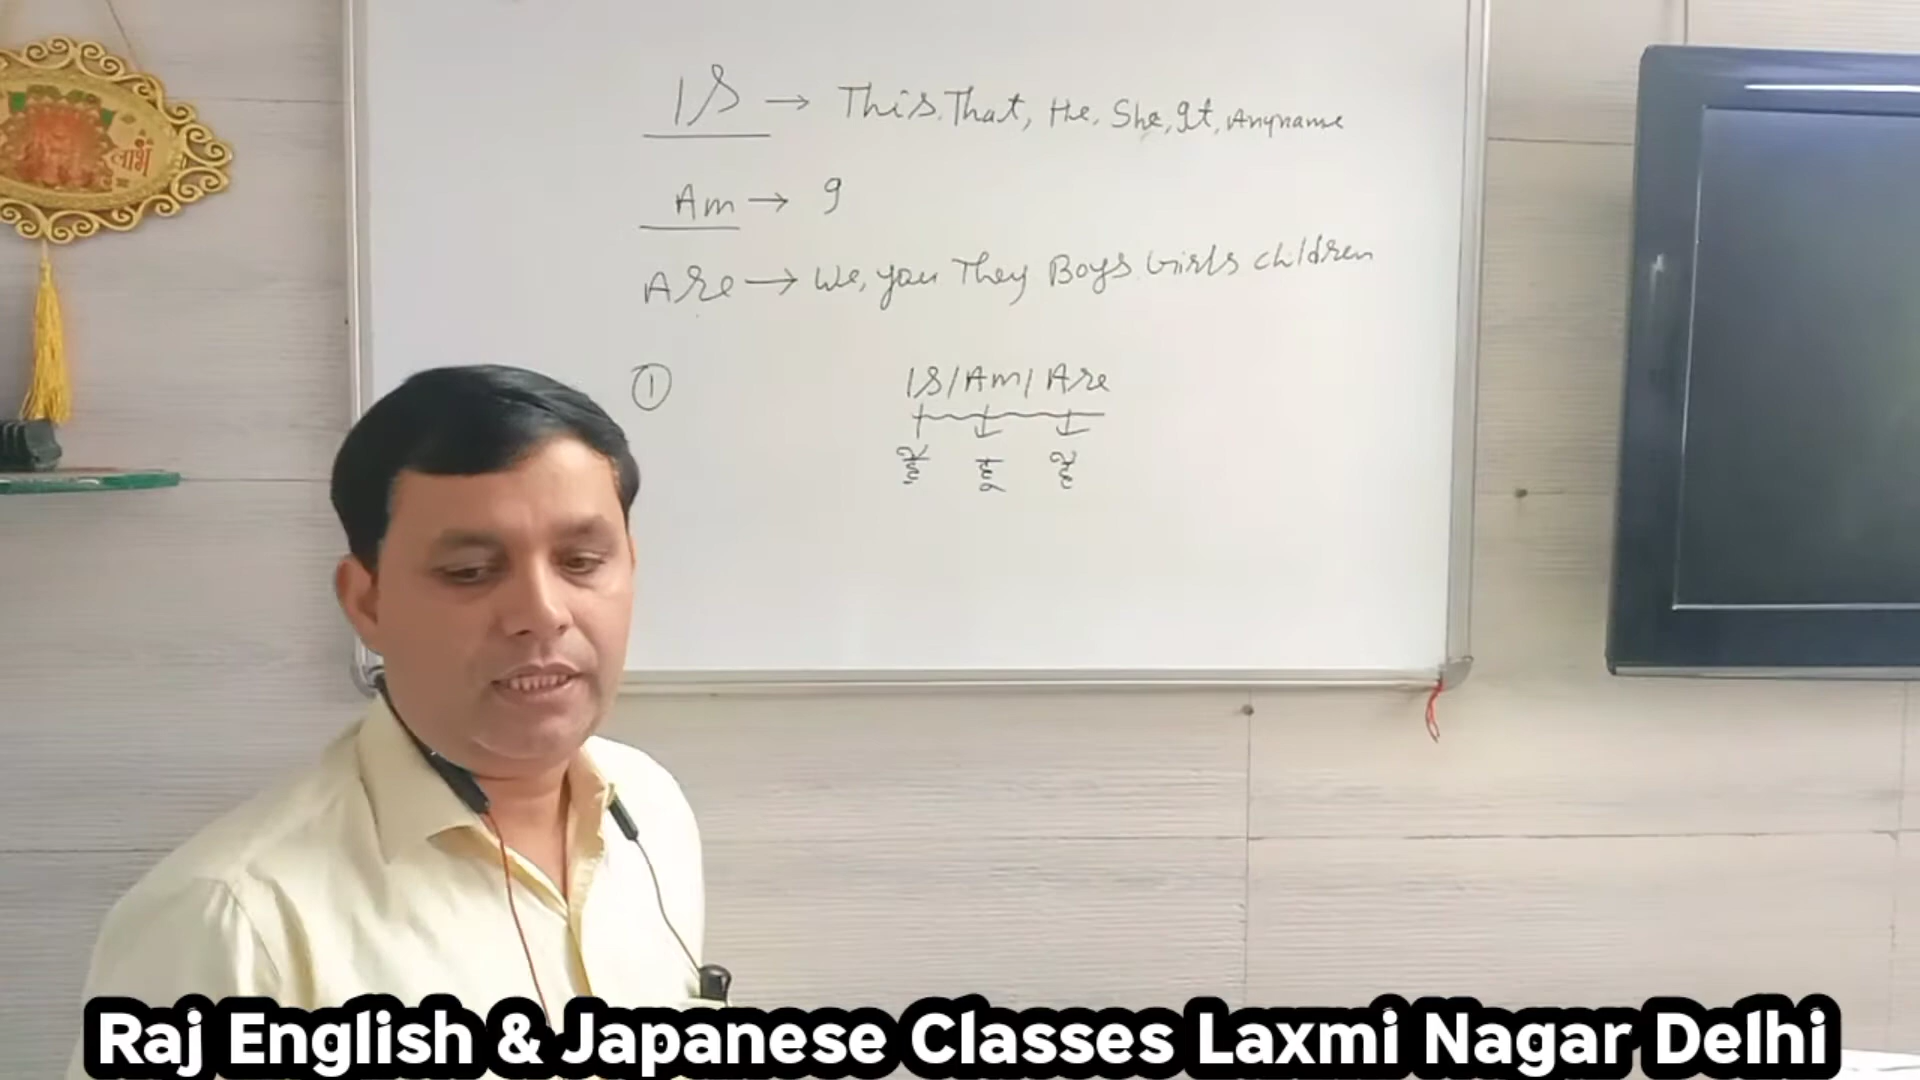 लाभ
IS → This, That, He, She, It, Anyname
Am → I
Are → We, you They Boys Girls children
① IS/Am/Are
है हूँ हैं
Raj English & Japanese Classes Laxmi Nagar Delhi